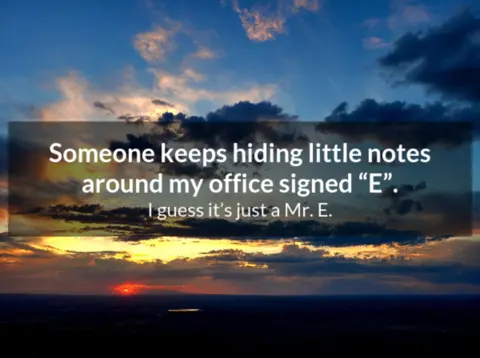 Someone keeps hiding little notes
around my office signed “E”.
I guess it’s just a Mr. E.